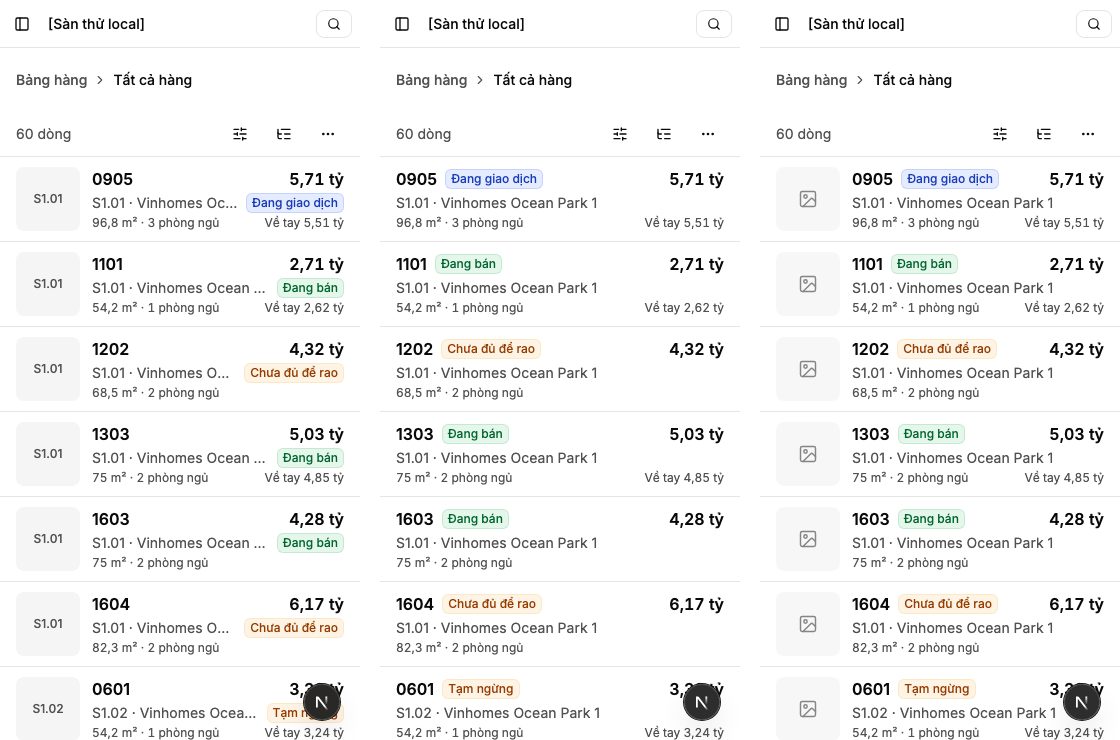 [Sàn thử local]
Bảng hàng > Tất cả hàng
60 dòng
S1.01
0905
5,71 tỷ
S1.01 · Vinhomes Oc...
Đang giao dịch
96,8 m² · 3 phòng ngủ
Về tay 5,51 tỷ
S1.01
1101
2,71 tỷ
S1.01 · Vinhomes Ocean ...
Đang bán
54,2 m² · 1 phòng ngủ
Về tay 2,62 tỷ
S1.01
1202
4,32 tỷ
S1.01 · Vinhomes O...
Chưa đủ để rao
68,5 m² · 2 phòng ngủ
S1.01
1303
5,03 tỷ
S1.01 · Vinhomes Ocean ...
Đang bán
75 m² · 2 phòng ngủ
Về tay 4,85 tỷ
S1.01
1603
4,28 tỷ
S1.01 · Vinhomes Ocean ...
Đang bán
75 m² · 2 phòng ngủ
S1.01
1604
6,17 tỷ
S1.01 · Vinhomes O...
Chưa đủ để rao
82,3 m² · 2 phòng ngủ
S1.02
0601
S1.02 · Vinhomes Ocea...
54,2 m² · 1 phòng ngủ
Về tay 3,24 tỷ
N
[Sàn thử local]
Bảng hàng > Tất cả hàng
60 dòng
0905 Đang giao dịch
5,71 tỷ
S1.01 · Vinhomes Ocean Park 1
96,8 m² · 3 phòng ngủ
Về tay 5,51 tỷ
1101 Đang bán
2,71 tỷ
S1.01 · Vinhomes Ocean Park 1
54,2 m² · 1 phòng ngủ
Về tay 2,62 tỷ
1202 Chưa đủ để rao
4,32 tỷ
S1.01 · Vinhomes Ocean Park 1
68,5 m² · 2 phòng ngủ
1303 Đang bán
5,03 tỷ
S1.01 · Vinhomes Ocean Park 1
75 m² · 2 phòng ngủ
Về tay 4,85 tỷ
1603 Đang bán
4,28 tỷ
S1.01 · Vinhomes Ocean Park 1
75 m² · 2 phòng ngủ
1604 Chưa đủ để rao
6,17 tỷ
S1.01 · Vinhomes Ocean Park 1
82,3 m² · 2 phòng ngủ
0601 Tạm ngừng
S1.02 · Vinhomes Ocean Park 1
54,2 m² · 1 phòng ngủ
Về tay 3,24 tỷ
N
[Sàn thử local]
Bảng hàng > Tất cả hàng
60 dòng
0905 Đang giao dịch
5,71 tỷ
S1.01 · Vinhomes Ocean Park 1
96,8 m² · 3 phòng ngủ
Về tay 5,51 tỷ
1101 Đang bán
2,71 tỷ
S1.01 · Vinhomes Ocean Park 1
54,2 m² · 1 phòng ngủ
Về tay 2,62 tỷ
1202 Chưa đủ để rao
4,32 tỷ
S1.01 · Vinhomes Ocean Park 1
68,5 m² · 2 phòng ngủ
1303 Đang bán
5,03 tỷ
S1.01 · Vinhomes Ocean Park 1
75 m² · 2 phòng ngủ
Về tay 4,85 tỷ
1603 Đang bán
4,28 tỷ
S1.01 · Vinhomes Ocean Park 1
75 m² · 2 phòng ngủ
1604 Chưa đủ để rao
6,17 tỷ
S1.01 · Vinhomes Ocean Park 1
82,3 m² · 2 phòng ngủ
0601 Tạm ngừng
S1.02 · Vinhomes Ocean Park 1
54,2 m² · 1 phòng ngủ
Về tay 3,24 tỷ
N